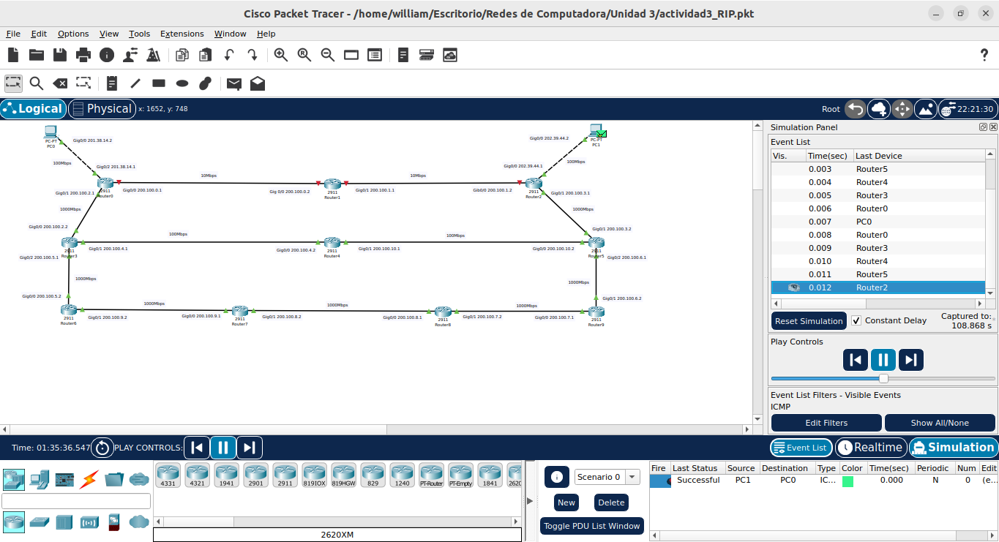 Cisco Packet Tracer - /home/william/Escritorio/Redes de Computadora/Unidad 3/actividad3_RIP.pkt
File Edit Options View Tools Extensions Window Help
Logical Physical x: 1652, y: 748 Root 22:21:30
PC-PT
PC0
Gig0/0 201.38.14.2
100Mbps
Gig0/2 201.38.14.1
2911
Router0
Gig0/0 200.100.0.1
10Mbps
Gig 0/0 200.100.0.2
2911
Router1
Gig0/1 200.100.1.1
10Mbps
Gib0/0 200.100.1.2
2911
Router2
Gig0/0 202.39.44.2
PC-PT
PC1
100Mbps
Gig0/0 202.39.44.1
Gig0/1 200.100.2.1
1000Mbps
Gig0/0 200.100.2.2
Gig0/1 200.100.3.1
1000Mbps
Gig0/1 200.100.3.2
2911
Router3
Gig0/1 200.100.4.1
100Mbps
Gig0/0 200.100.4.2
2911
Router4
Gig0/1 200.100.10.1
100Mbps
Gig0/0 200.100.10.2
2911
Router5
Gig0/2 200.100.5.1
1000Mbps
Gig0/0 200.100.5.2
Gig0/2 200.100.6.1
1000Mbps
Gig0/1 200.100.6.2
2911
Router6
Gig0/1 200.100.9.2
1000Mbps
Gig0/0 200.100.9.1
2911
Router7
Gig0/1 200.100.8.2
1000Mbps
Gig0/0 200.100.8.1
2911
Router8
Gig0/1 200.100.7.2
1000Mbps
Gig0/0 200.100.7.1
2911
Router9
Simulation Panel
Event List
Vis. Time(sec) Last Device
0.003 Router5
0.004 Router4
0.005 Router3
0.006 Router0
0.007 PC0
0.008 Router0
0.009 Router3
0.010 Router4
0.011 Router5
0.012 Router2
Reset Simulation Constant Delay Captured to:
108.868 s
Play Controls
Event List Filters - Visible Events
ICMP
Edit Filters Show All/None
Time: 01:35:36.547 PLAY CONTROLS: Event List Realtime Simulation
4331 4321 1941 2901 2911 819IOX 819HGW 829 1240 PT-Router PT-Empty 1841 2620
2620XM
Scenario 0
New Delete
Toggle PDU List Window
Fire Last Status Source Destination Type Color Time(sec) Periodic Num Edit
Successful PC1 PC0 IC... 0.000 N 0 (e...